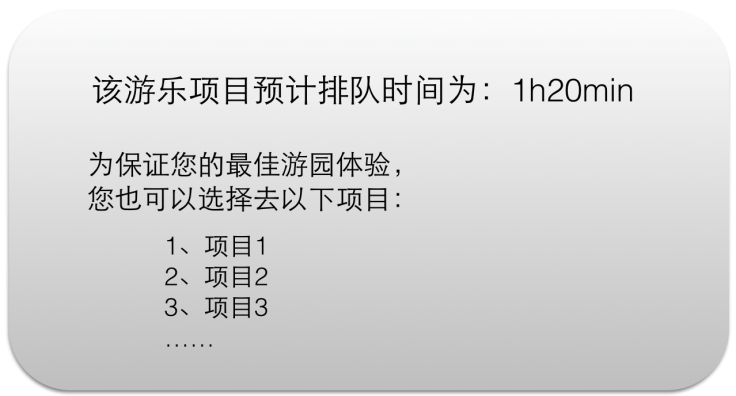 该游乐项目预计排队时间为：1h20min
为保证您的最佳游园体验，
您也可以选择去以下项目：
1、项目1
2、项目2
3、项目3
……